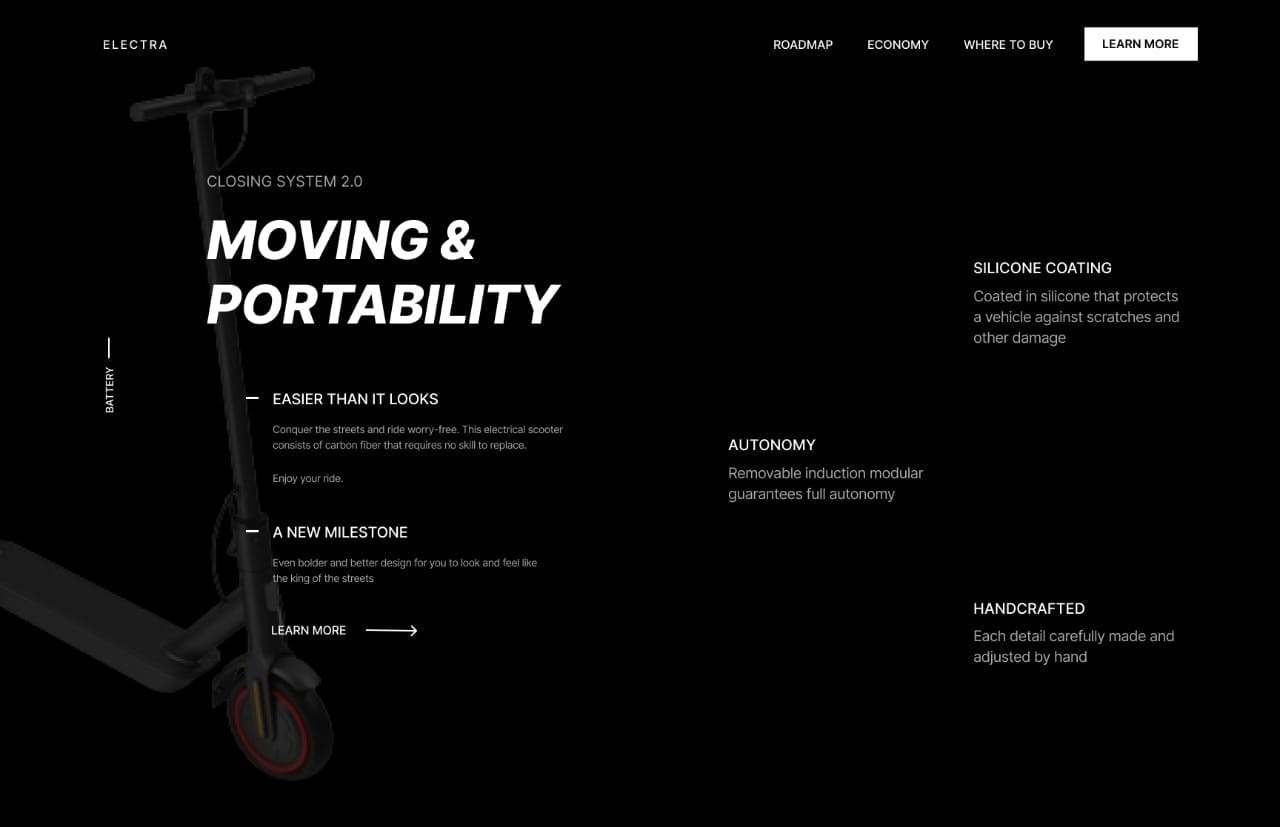 ELECTRA
ROADMAP
ECONOMY
WHERE TO BUY
LEARN MORE
CLOSING SYSTEM 2.0
MOVING &
PORTABILITY
BATTERY
EASIER THAN IT LOOKS
Conquer the streets and ride worry-free. This electrical scooter
consists of carbon fiber that requires no skill to replace.
Enjoy your ride.
A NEW MILESTONE
Even bolder and better design for you to look and feel like
the king of the streets
LEARN MORE
SILICONE COATING
Coated in silicone that protects
a vehicle against scratches and
other damage
AUTONOMY
Removable induction modular
guarantees full autonomy
HANDCRAFTED
Each detail carefully made and
adjusted by hand